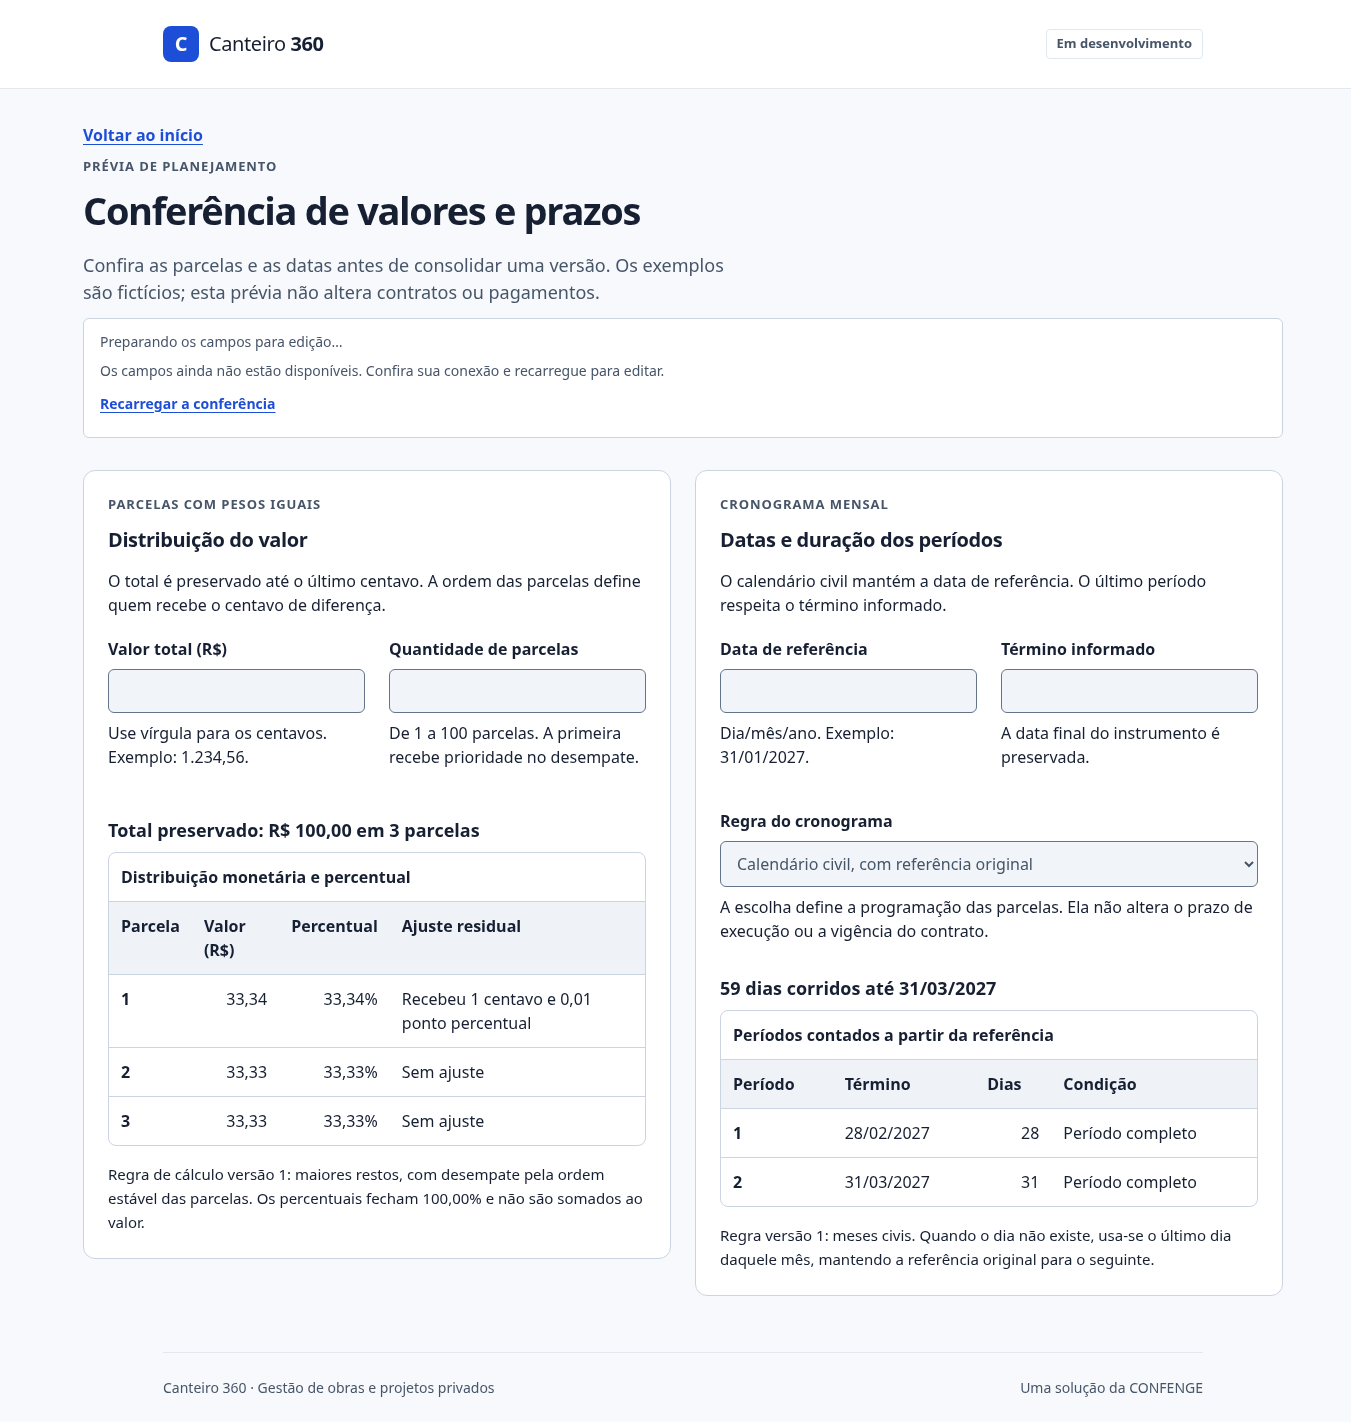 C Canteiro 360
Em desenvolvimento
Voltar ao início
PRÉVIA DE PLANEJAMENTO
Conferência de valores e prazos
Confira as parcelas e as datas antes de consolidar uma versão. Os exemplos
são fictícios; esta prévia não altera contratos ou pagamentos.
Preparando os campos para edição...
Os campos ainda não estão disponíveis. Confira sua conexão e recarregue para editar.
Recarregar a conferência
PARCELAS COM PESOS IGUAIS
Distribuição do valor
O total é preservado até o último centavo. A ordem das parcelas define
quem recebe o centavo de diferença.
Valor total (R$)
Quantidade de parcelas
Use vírgula para os centavos.
Exemplo: 1.234,56.
De 1 a 100 parcelas. A primeira
recebe prioridade no desempate.
Total preservado: R$ 100,00 em 3 parcelas
Distribuição monetária e percentual
Parcela Valor (R$) Percentual Ajuste residual
1 33,34 33,34% Recebeu 1 centavo e 0,01
ponto percentual
2 33,33 33,33% Sem ajuste
3 33,33 33,33% Sem ajuste
Regra de cálculo versão 1: maiores restos, com desempate pela ordem
estável das parcelas. Os percentuais fecham 100,00% e não são somados ao
valor.
CRONOGRAMA MENSAL
Datas e duração dos períodos
O calendário civil mantém a data de referência. O último período
respeita o término informado.
Data de referência
Término informado
Dia/mês/ano. Exemplo:
31/01/2027.
A data final do instrumento é
preservada.
Regra do cronograma
Calendário civil, com referência original
A escolha define a programação das parcelas. Ela não altera o prazo de
execução ou a vigência do contrato.
59 dias corridos até 31/03/2027
Períodos contados a partir da referência
Período Término Dias Condição
1 28/02/2027 28 Período completo
2 31/03/2027 31 Período completo
Regra versão 1: meses civis. Quando o dia não existe, usa-se o último dia
daquele mês, mantendo a referência original para o seguinte.
Canteiro 360 · Gestão de obras e projetos privados
Uma solução da CONFENGE